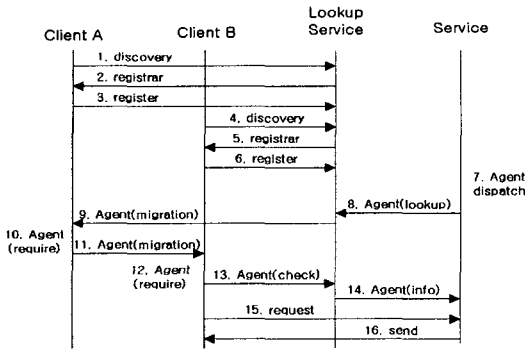 Client A
Client B
Lookup
Service
Service
1. discovery
2. registrar
3. register
4. discovery
5. registrar
6. register
7. Agent
dispatch
8. Agent(lookup)
9. Agent(migration)
10. Agent
(require)
11. Agent(migration)
12. Agent
(require)
13. Agent(check)
14. Agent(info)
15. request
16. send